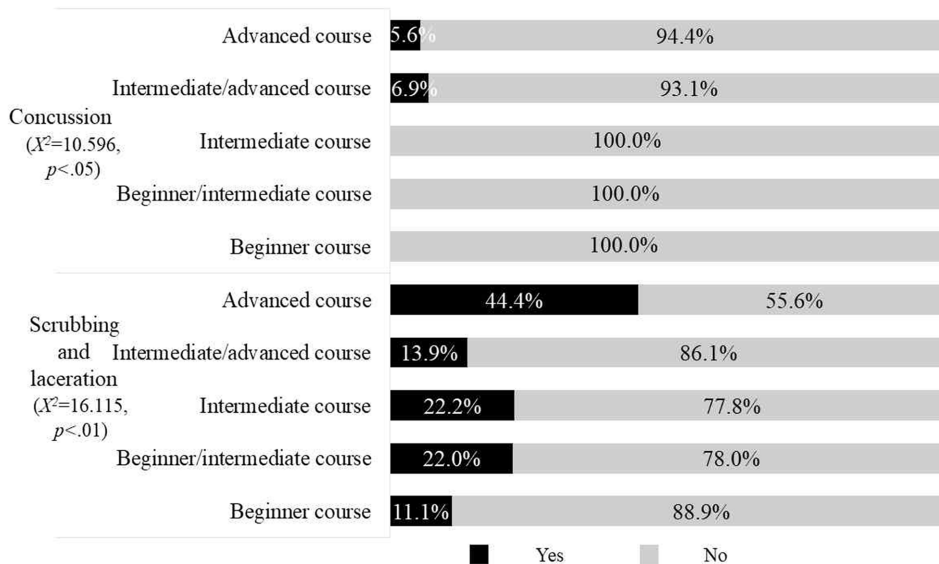 Concussion
(X²=10.596,
p<.05)
Advanced course 5.6% 94.4%
Intermediate/advanced course 6.9% 93.1%
Intermediate course 100.0%
Beginner/intermediate course 100.0%
Beginner course 100.0%
Scrubbing
and
laceration
(X²=16.115,
p<.01)
Advanced course 44.4% 55.6%
Intermediate/advanced course 13.9% 86.1%
Intermediate course 22.2% 77.8%
Beginner/intermediate course 22.0% 78.0%
Beginner course 11.1% 88.9%
Yes No